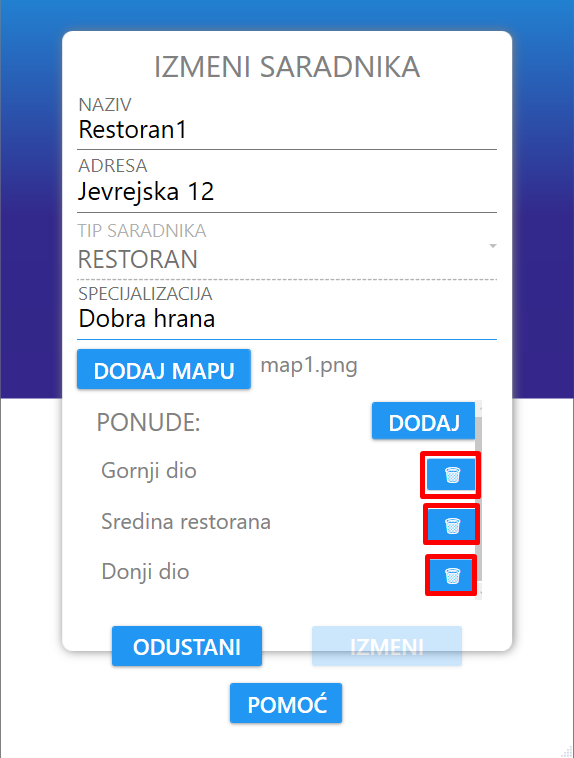 IZMENI SARADNIKA
NAZIV
Restoran1
ADRESA
Jevrejska 12
TIP SARADNIKA
RESTORAN
SPECIJALIZACIJA
Dobra hrana
DODAJ MAPU map1.png
PONUDE: DODAJ
Gornji dio
Sredina restorana
Donji dio
ODUSTANI IZMENI
POMOĆ